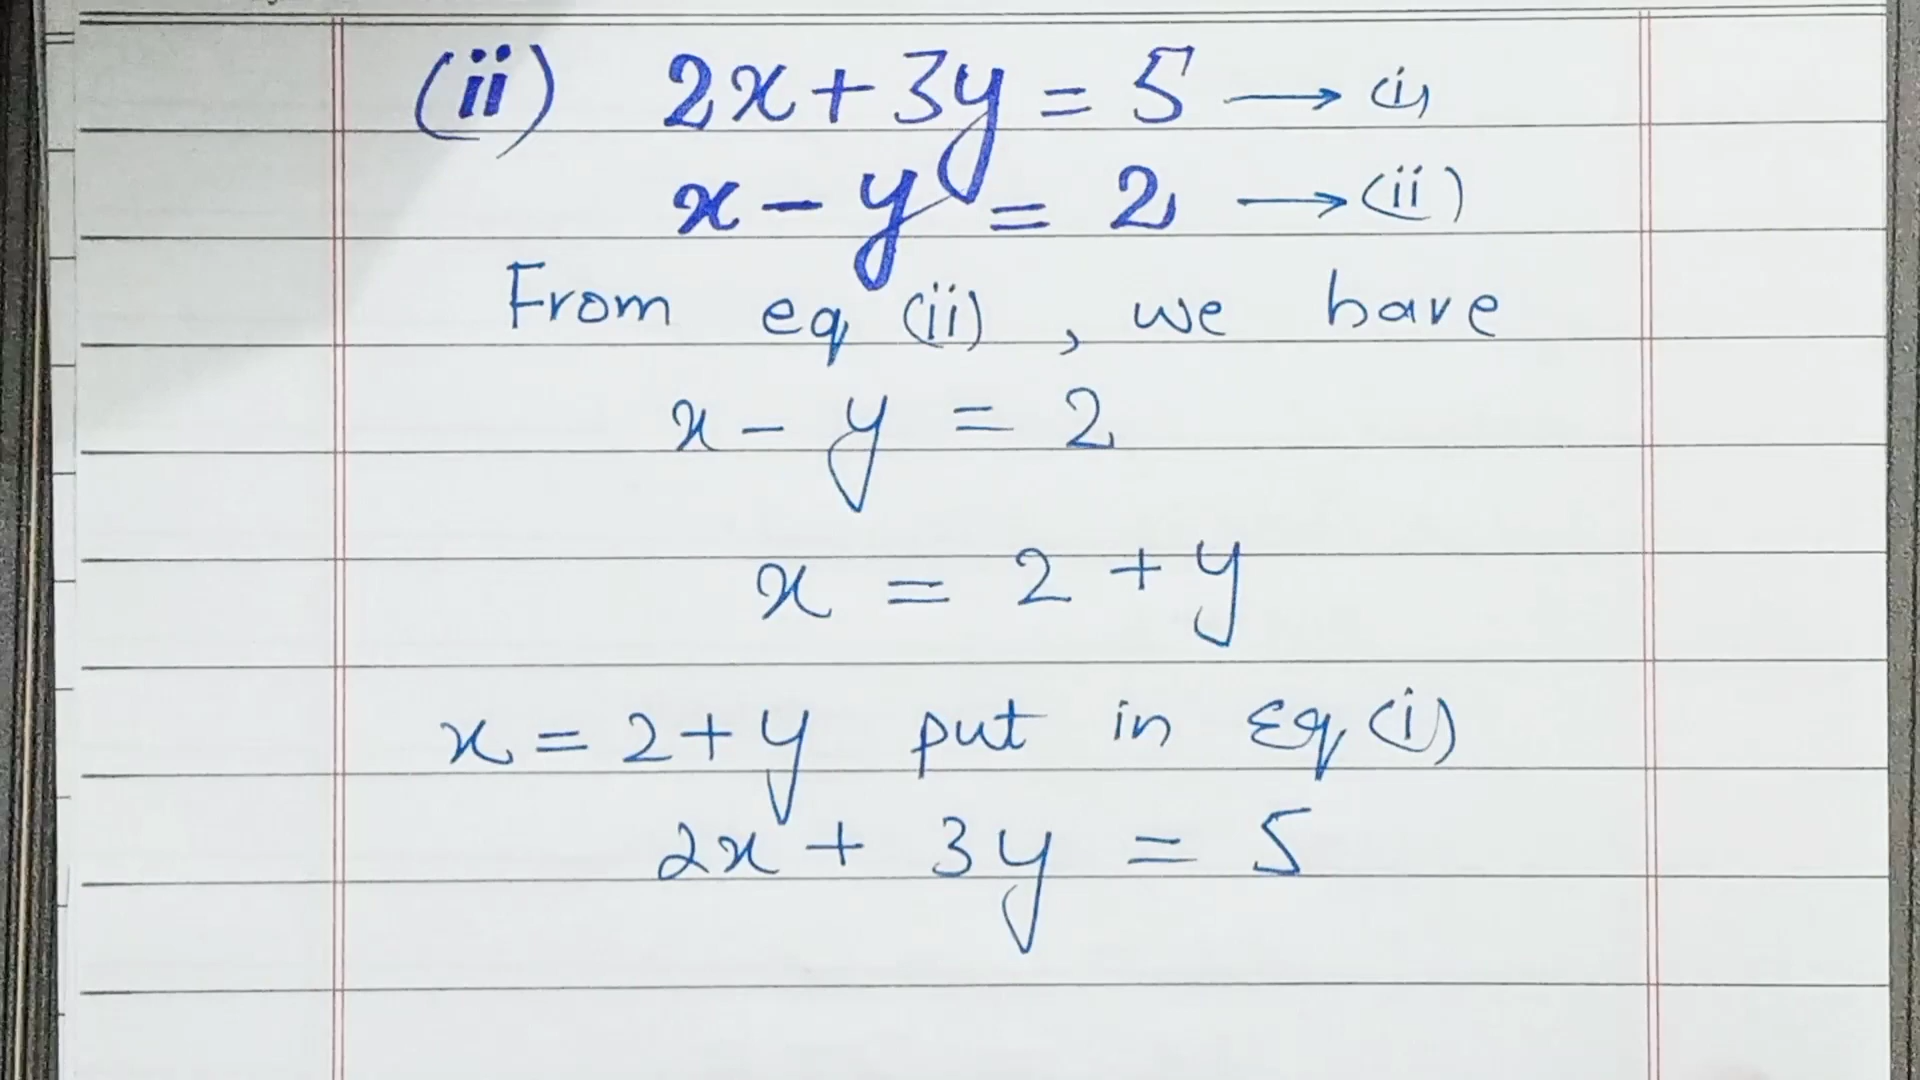 (ii) 2x + 3y = 5 → (i)
x - y = 2 → (ii)
From eq (ii), we have
x - y = 2
x = 2 + y
x = 2 + y put in Eq (i)
2x + 3y = 5